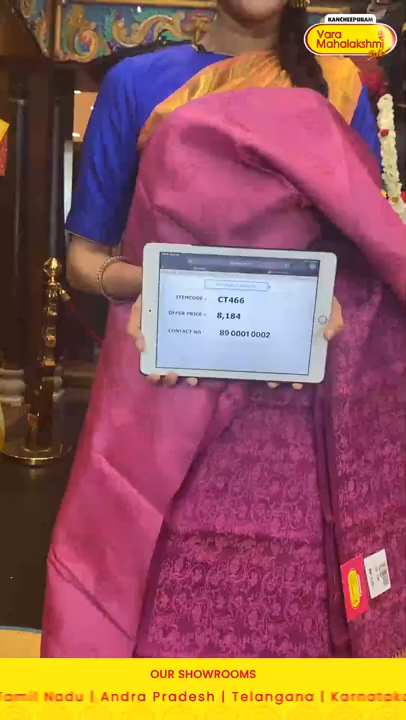 KANCHEEPURAM
Vara
Mahalakshmi
Silks
ITEMCODE : CT466
OFFER PRICE : 8,184
CONTACT NO 89 0001 0002
OUR SHOWROOMS
Tamil Nadu | Andra Pradesh | Telangana | Karnataka